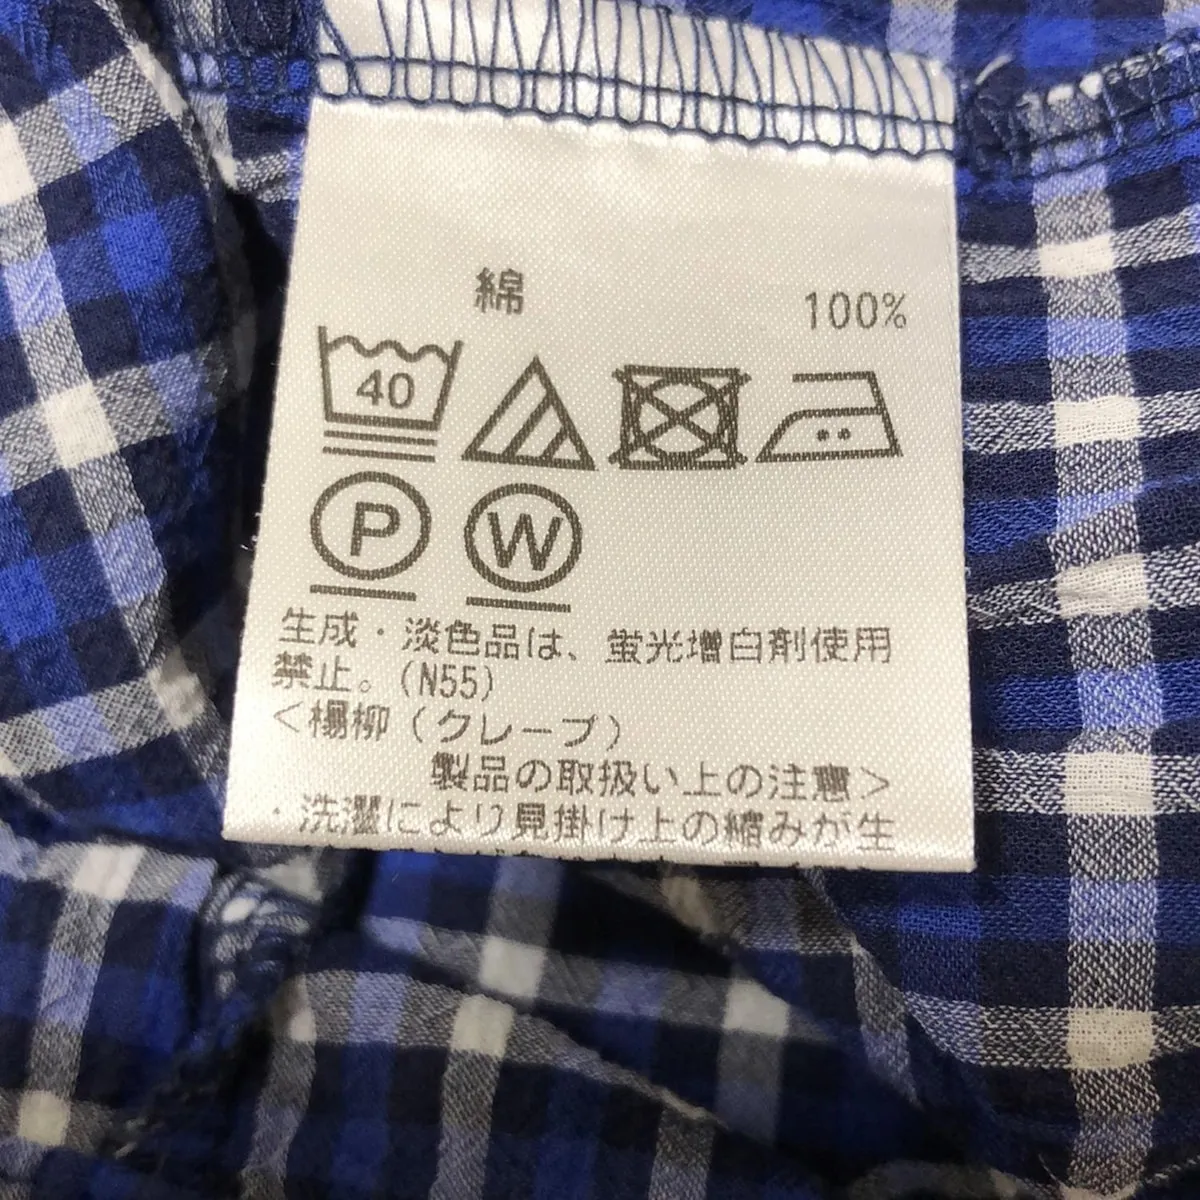 綿 100%
40
P W
生成・淡色品は、蛍光増白剤使用
禁止。(N55)
<楊柳(クレープ)
製品の取扱い上の注意>
・洗濯により見掛け上の縮みが生